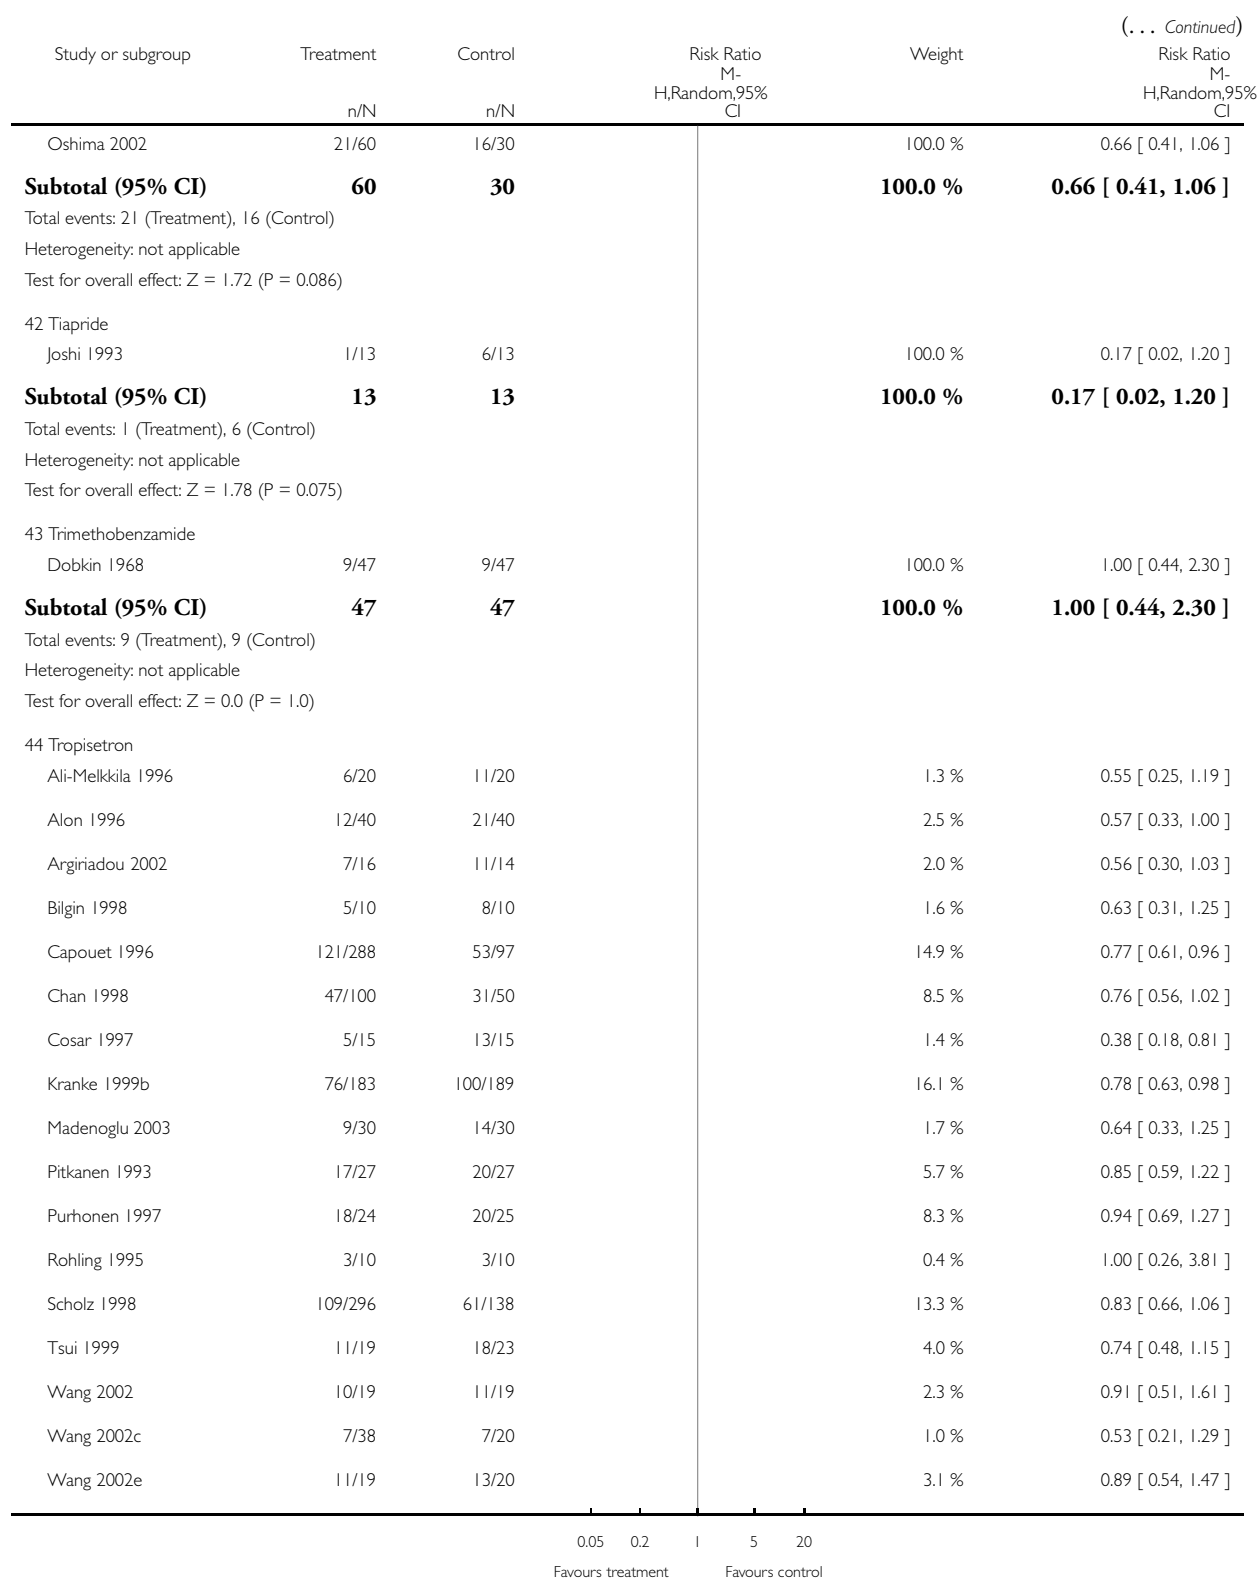 (... Continued)
Study or subgroup Treatment Control Risk Ratio Weight Risk Ratio
M- M-
H,Random,95% H,Random,95%
n/N n/N CI CI
Oshima 2002 21/60 16/30 100.0 % 0.66 [ 0.41, 1.06 ]
Subtotal (95% CI) 60 30 100.0 % 0.66 [ 0.41, 1.06 ]
Total events: 21 (Treatment), 16 (Control)
Heterogeneity: not applicable
Test for overall effect: Z = 1.72 (P = 0.086)
42 Tiapride
Joshi 1993 1/13 6/13 100.0 % 0.17 [ 0.02, 1.20 ]
Subtotal (95% CI) 13 13 100.0 % 0.17 [ 0.02, 1.20 ]
Total events: 1 (Treatment), 6 (Control)
Heterogeneity: not applicable
Test for overall effect: Z = 1.78 (P = 0.075)
43 Trimethobenzamide
Dobkin 1968 9/47 9/47 100.0 % 1.00 [ 0.44, 2.30 ]
Subtotal (95% CI) 47 47 100.0 % 1.00 [ 0.44, 2.30 ]
Total events: 9 (Treatment), 9 (Control)
Heterogeneity: not applicable
Test for overall effect: Z = 0.0 (P = 1.0)
44 Tropisetron
Ali-Melkkila 1996 6/20 11/20 1.3 % 0.55 [ 0.25, 1.19 ]
Alon 1996 12/40 21/40 2.5 % 0.57 [ 0.33, 1.00 ]
Argiriadou 2002 7/16 11/14 2.0 % 0.56 [ 0.30, 1.03 ]
Bilgin 1998 5/10 8/10 1.6 % 0.63 [ 0.31, 1.25 ]
Capouet 1996 121/288 53/97 14.9 % 0.77 [ 0.61, 0.96 ]
Chan 1998 47/100 31/50 8.5 % 0.76 [ 0.56, 1.02 ]
Cosar 1997 5/15 13/15 1.4 % 0.38 [ 0.18, 0.81 ]
Kranke 1999b 76/183 100/189 16.1 % 0.78 [ 0.63, 0.98 ]
Madenoglu 2003 9/30 14/30 1.7 % 0.64 [ 0.33, 1.25 ]
Pitkanen 1993 17/27 20/27 5.7 % 0.85 [ 0.59, 1.22 ]
Purhonen 1997 18/24 20/25 8.3 % 0.94 [ 0.69, 1.27 ]
Rohling 1995 3/10 3/10 0.4 % 1.00 [ 0.26, 3.81 ]
Scholz 1998 109/296 61/138 13.3 % 0.83 [ 0.66, 1.06 ]
Tsui 1999 11/19 18/23 4.0 % 0.74 [ 0.48, 1.15 ]
Wang 2002 10/19 11/19 2.3 % 0.91 [ 0.51, 1.61 ]
Wang 2002c 7/38 7/20 1.0 % 0.53 [ 0.21, 1.29 ]
Wang 2002e 11/19 13/20 3.1 % 0.89 [ 0.54, 1.47 ]
0.05 0.2 1 5 20
Favours treatment Favours control